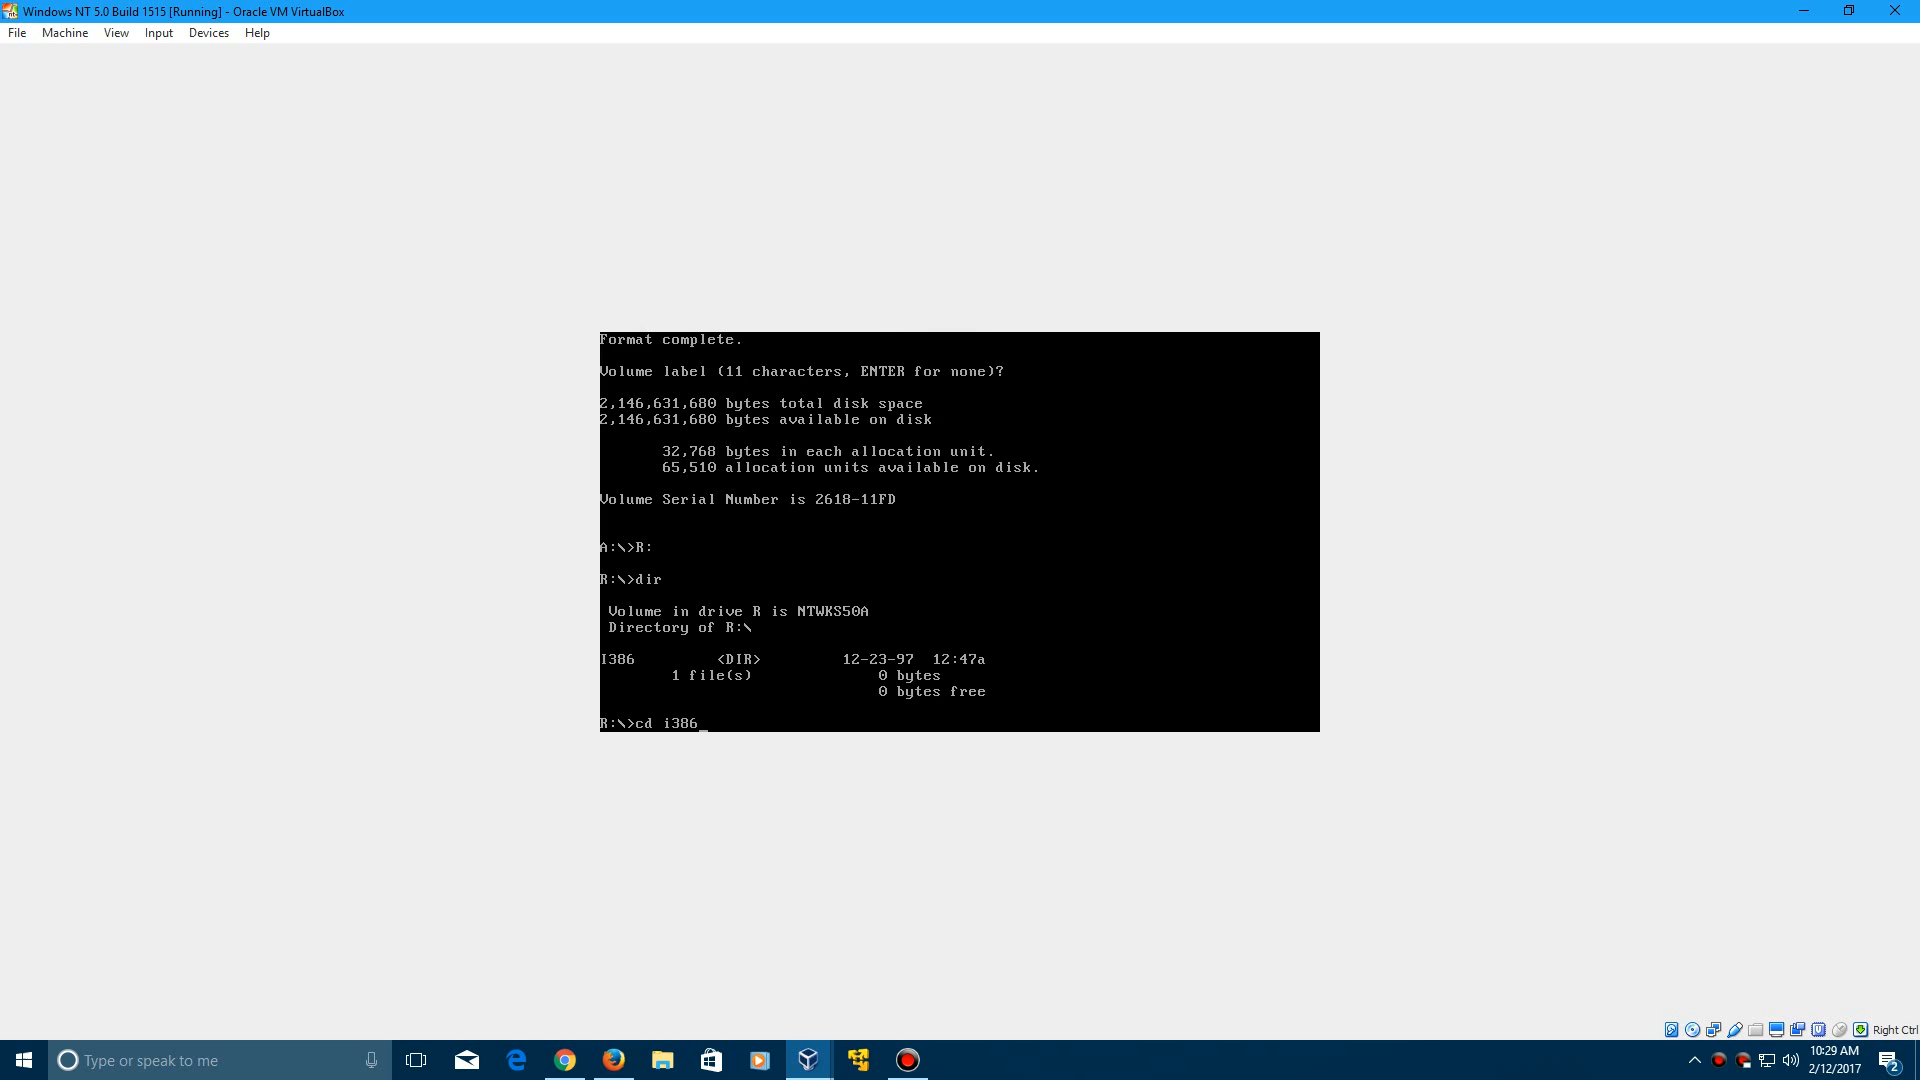 Windows NT 5.0 Build 1515 [Running] - Oracle VM VirtualBox
File Machine View Input Devices Help
Format complete.
Volume label (11 characters, ENTER for none)?
2,146,631,680 bytes total disk space
2,146,631,680 bytes available on disk
32,768 bytes in each allocation unit.
65,510 allocation units available on disk.
Volume Serial Number is 2618-11FD
A:\>R:
R:\>dir
Volume in drive R is NTWKS50A
Directory of R:\
I386 <DIR> 12-23-97 12:47a
1 file(s) 0 bytes
0 bytes free
R:\>cd i386_
Right Ctrl
Type or speak to me
10:29 AM
2/12/2017
2